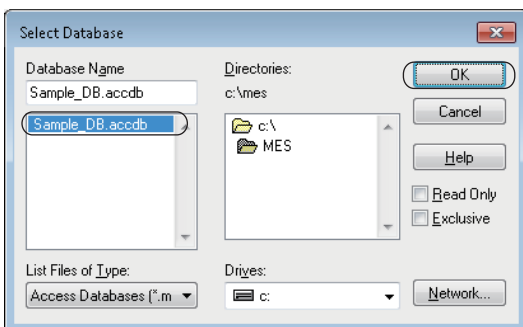 Select Database
Database Name
Sample_DB.accdb
Sample_DB.accdb
List Files of Type:
Access Databases (*.m
Directories:
c:\mes
c:\
MES
Drives:
c:
OK
Cancel
Help
Read Only
Exclusive
Network...